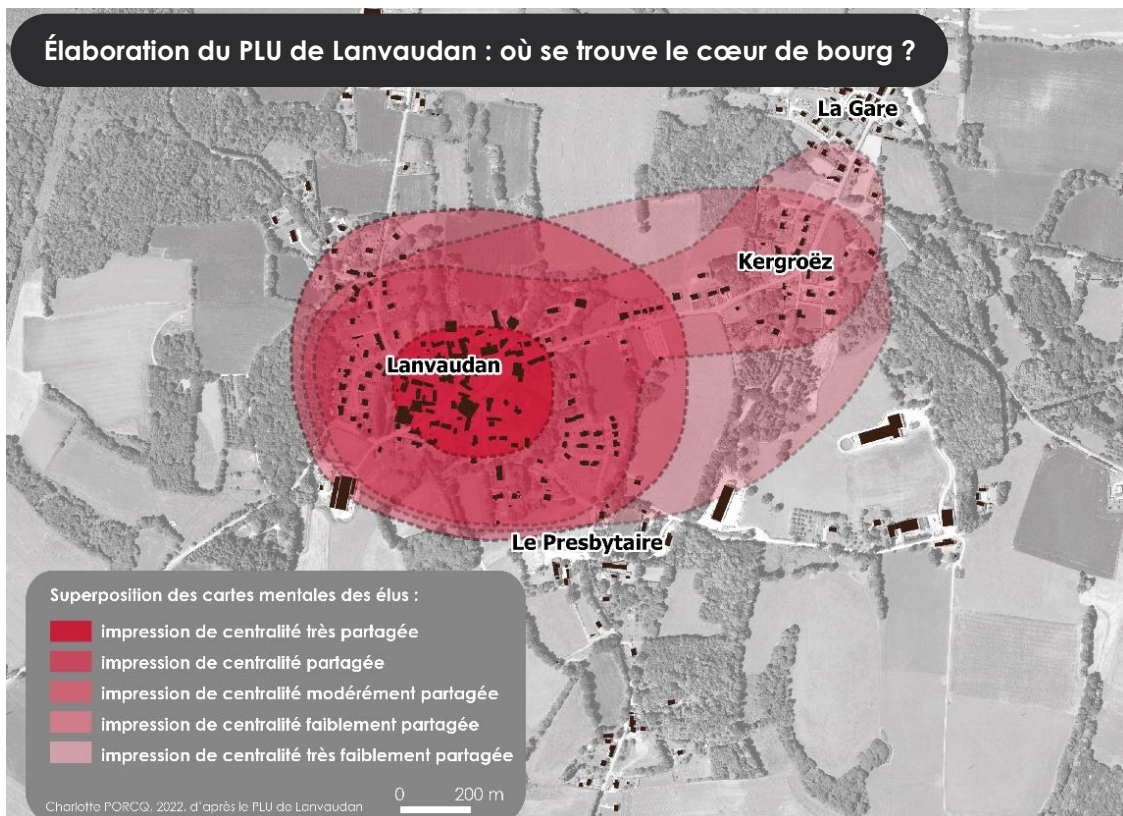 Élaboration du PLU de Lanvaudan : où se trouve le cœur de bourg ?
La Gare
Kergroëz
Lanvaudan
Le Presbytaire
Superposition des cartes mentales des élus :
impression de centralité très partagée
impression de centralité partagée
impression de centralité modérément partagée
impression de centralité faiblement partagée
impression de centralité très faiblement partagée
0 200 m
Charlotte PORCQ, 2022, d'après le PLU de Lanvaudan